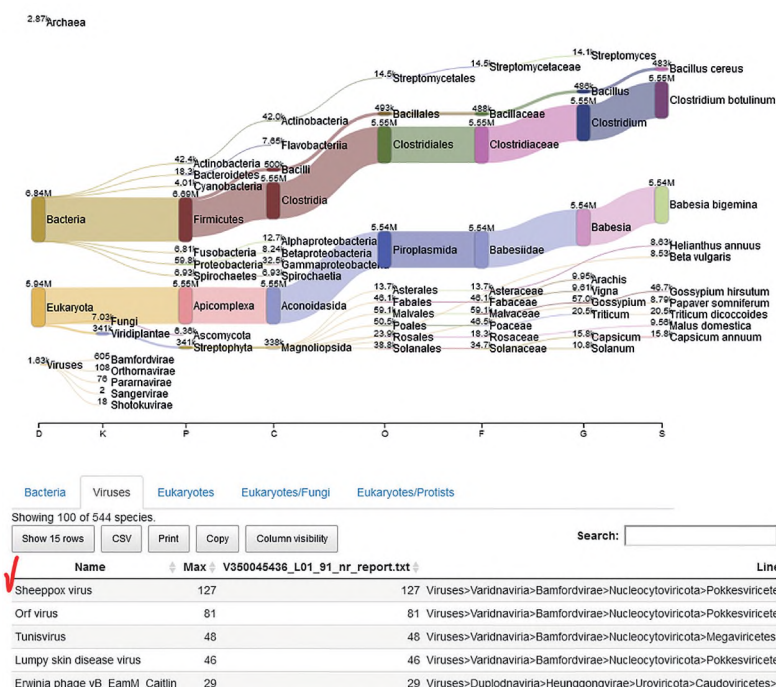 2.87k Archaea
14.1k Streptomyces
14.5k Streptomycetaceae
483k Bacillus cereus
14.5k Streptomycetales
5.55M Clostridium botulinum
486k Bacillus
493k Bacillales
488k Bacillaceae
5.55M Clostridium
42.0k Actinobacteria
5.55M Clostridiales
5.55M Clostridiaceae
7.65k Flavobacteriia
42.4k Actinobacteria
500k Bacilli
18.3k Bacteroidetes
5.55M Clostridia
4.01k Cyanobacteria
6.84M Bacteria
6.69M Firmicutes
5.54M Babesia bigemina
5.54M Babesia
12.7k Alphaproteobacteria
5.54M Piroplasmida
5.54M Babesiidae
8.63k Helianthus annuus
6.81k Fusobacteria
8.24k Betaproteobacteria
8.53k Beta vulgaris
59.8k Proteobacteria
32.5k Gammaproteobacteria
6.93k Spirochaetes
6.93k Spirochaetia
5.94M Eukaryota
5.55M Apicomplexa
5.55M Aconoidasida
9.95k Arachis
13.7k Asterales
13.7k Asteraceae
9.61k Vigna
46.7k Gossypium hirsutum
46.1k Fabales
46.1k Fabaceae
57.0k Gossypium
8.79k Papaver somniferum
59.1k Malvales
59.1k Malvaceae
20.5k Triticum
20.5k Triticum dicoccoides
7.03k Fungi
50.5k Poales
46.5k Poaceae
9.56k Malus domestica
341k Viridiplantae
6.36k Ascomycota
23.9k Rosales
18.3k Rosaceae
15.8k Capsicum
15.8k Capsicum annuum
341k Streptophyta
338k Magnoliopsida
38.8k Solanales
34.7k Solanaceae
10.8k Solanum
1.63k Viruses
605 Bamfordvirae
108 Orthornavirae
76 Pararnavirae
2 Sangervirae
18 Shotokuvirae
D K P C O F G S
Bacteria Viruses Eukaryotes Eukaryotes/Fungi Eukaryotes/Protists
Showing 100 of 544 species.
Show 15 rows CSV Print Copy Column visibility Search:
Name Max V350045436_L01_91_nr_report.txt Line
Sheeppox virus 127 127 Viruses>Varidnaviria>Bamfordvirae>Nucleocytoviricota>Pokkesviricete
Orf virus 81 81 Viruses>Varidnaviria>Bamfordvirae>Nucleocytoviricota>Pokkesviricete
Tunisvirus 48 48 Viruses>Varidnaviria>Bamfordvirae>Nucleocytoviricota>Megaviricetes
Lumpy skin disease virus 46 46 Viruses>Varidnaviria>Bamfordvirae>Nucleocytoviricota>Pokkesviricete
Erwinia phage vB_EamM_Caitlin 29 29 Viruses>Duplodnaviria>Heunggongvirae>Uroviricota>Caudoviricetes>